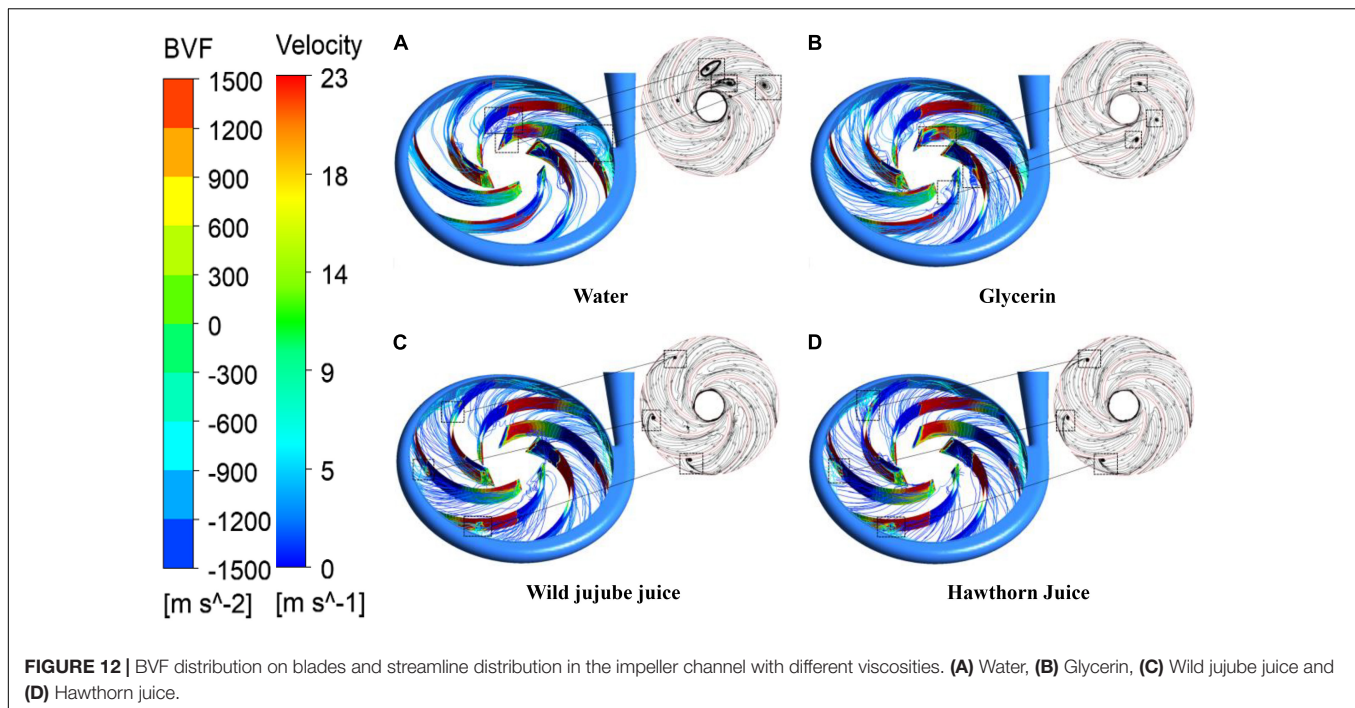 BVF
1500
1200
900
600
300
0
-300
-600
-900
-1200
-1500
[m s^-2]
Velocity
23
18
14
9
5
0
[m s^-1]
A
Water
B
Glycerin
C
Wild jujube juice
D
Hawthorn Juice
FIGURE 12 | BVF distribution on blades and streamline distribution in the impeller channel with different viscosities. (A) Water, (B) Glycerin, (C) Wild jujube juice and
(D) Hawthorn juice.